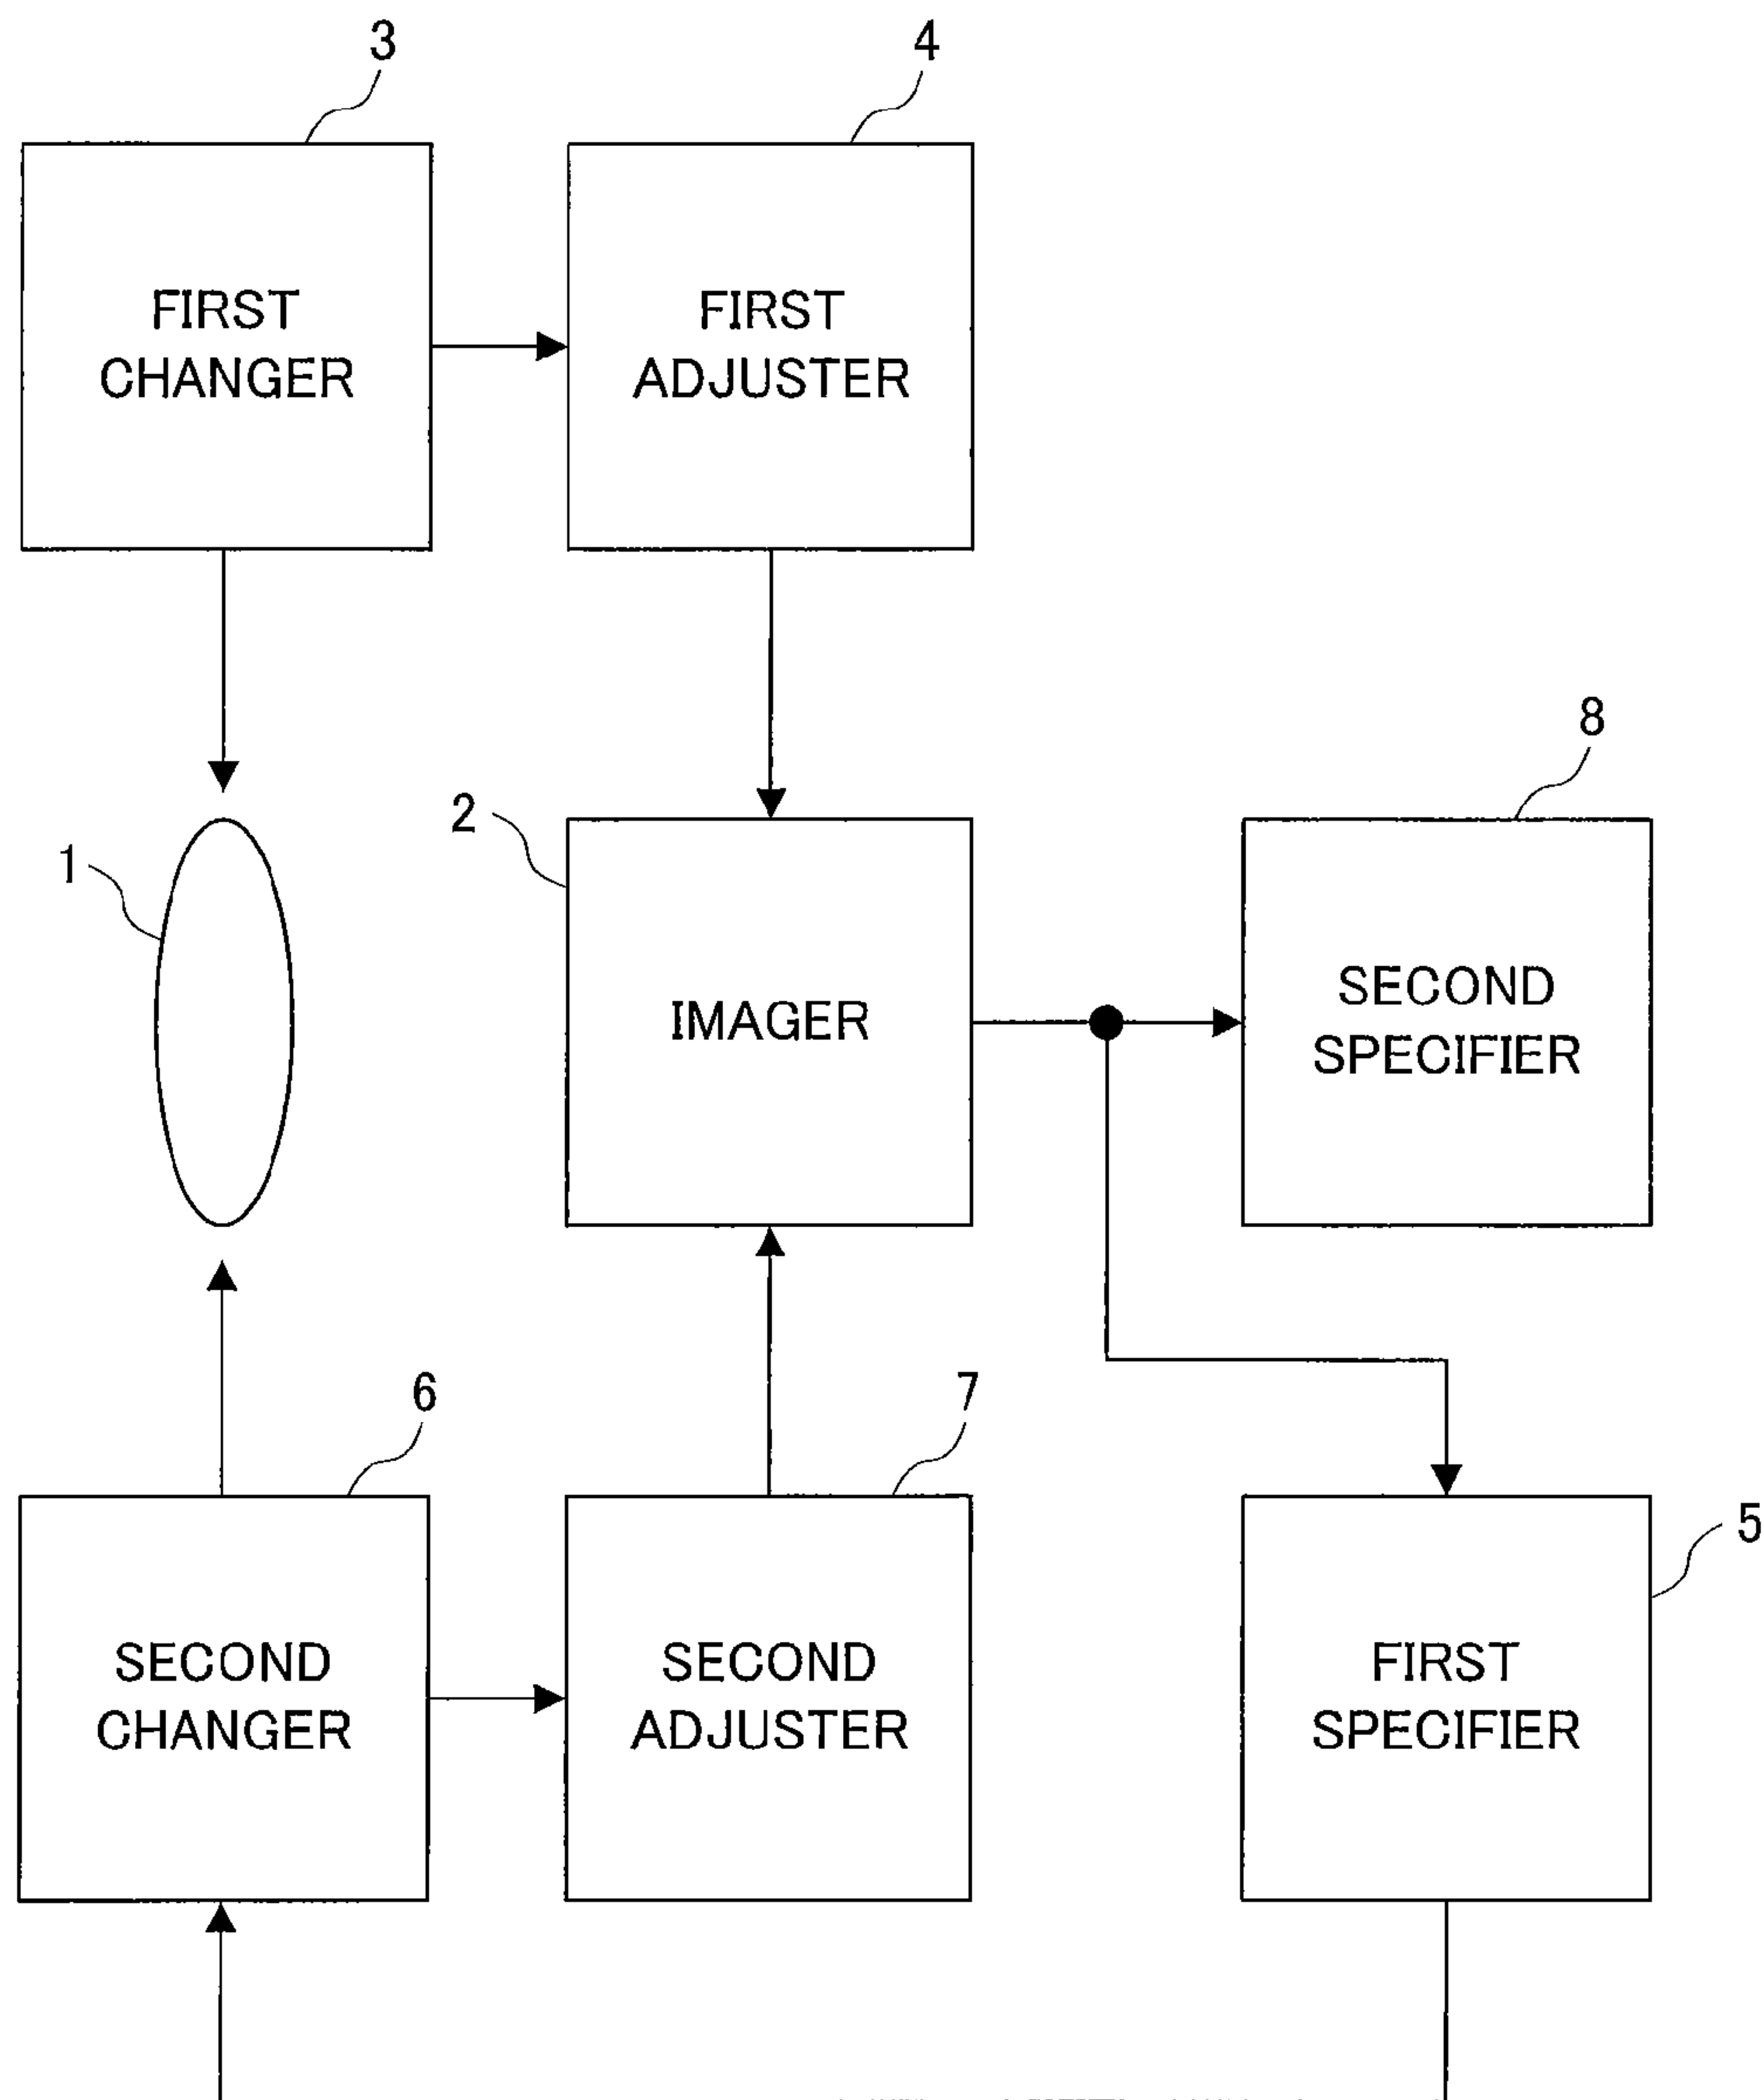 3
4
FIRST
CHANGER
FIRST
ADJUSTER
8
2
1
IMAGER
SECOND
SPECIFIER
6
7
5
SECOND
CHANGER
SECOND
ADJUSTER
FIRST
SPECIFIER